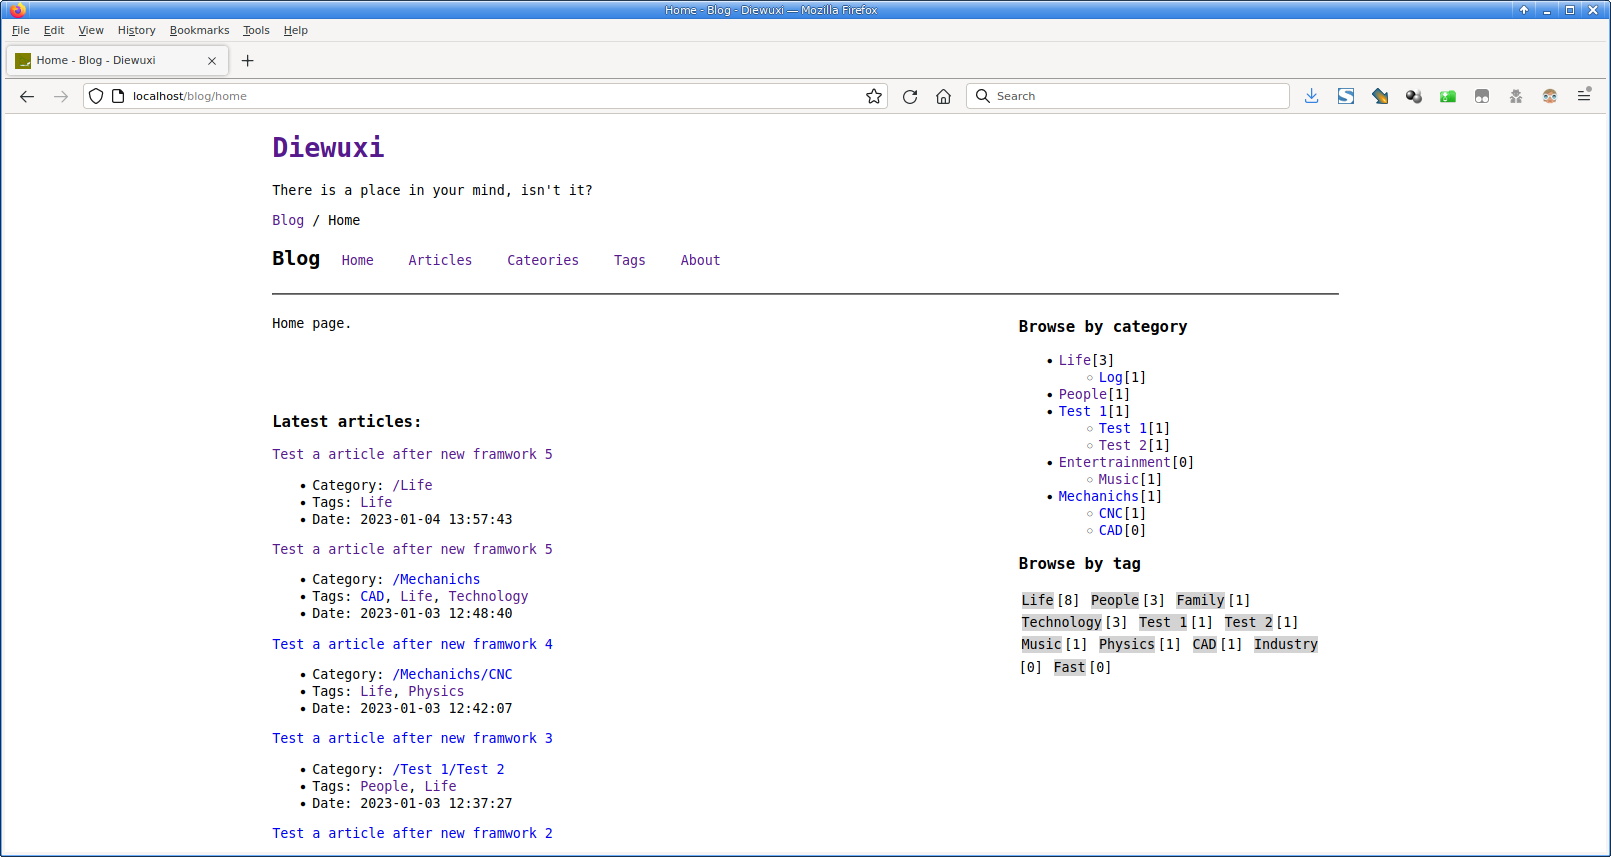 Home - Blog - Diewuxi — Mozilla Firefox
File Edit View History Bookmarks Tools Help
Home - Blog - Diewuxi
localhost/blog/home
Search
Diewuxi
There is a place in your mind, isn't it?
Blog / Home
Blog Home Articles Cateories Tags About
Home page.
Latest articles:
Test a article after new framwork 5
• Category: /Life
• Tags: Life
• Date: 2023-01-04 13:57:43
Test a article after new framwork 5
• Category: /Mechanichs
• Tags: CAD, Life, Technology
• Date: 2023-01-03 12:48:40
Test a article after new framwork 4
• Category: /Mechanichs/CNC
• Tags: Life, Physics
• Date: 2023-01-03 12:42:07
Test a article after new framwork 3
• Category: /Test 1/Test 2
• Tags: People, Life
• Date: 2023-01-03 12:37:27
Test a article after new framwork 2
Browse by category
• Life[3]
◦ Log[1]
• People[1]
• Test 1[1]
◦ Test 1[1]
◦ Test 2[1]
• Entertrainment[0]
◦ Music[1]
• Mechanichs[1]
◦ CNC[1]
◦ CAD[0]
Browse by tag
Life[8] People[3] Family[1]
Technology[3] Test 1[1] Test 2[1]
Music[1] Physics[1] CAD[1] Industry
[0] Fast[0]